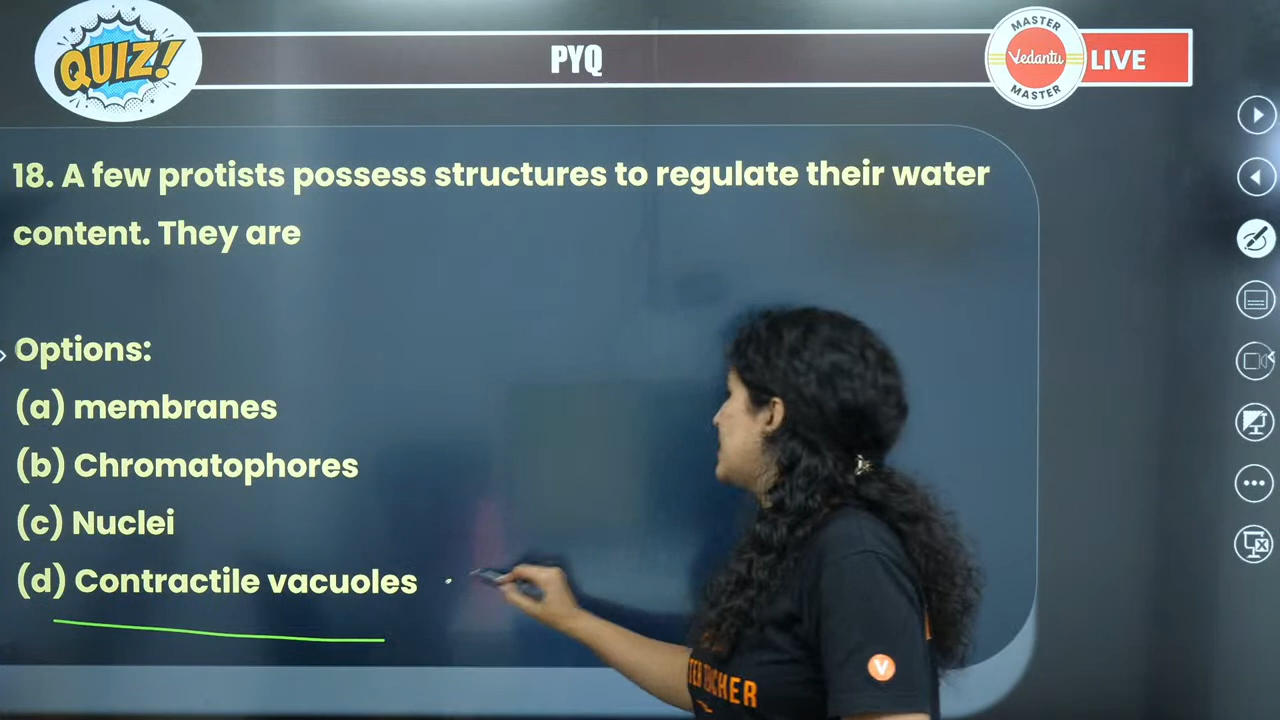 QUIZ!
PYQ
MASTER
Vedantu
MASTER
LIVE
18. A few protists possess structures to regulate their water
content. They are
Options:
(a) membranes
(b) Chromatophores
(c) Nuclei
(d) Contractile vacuoles
V